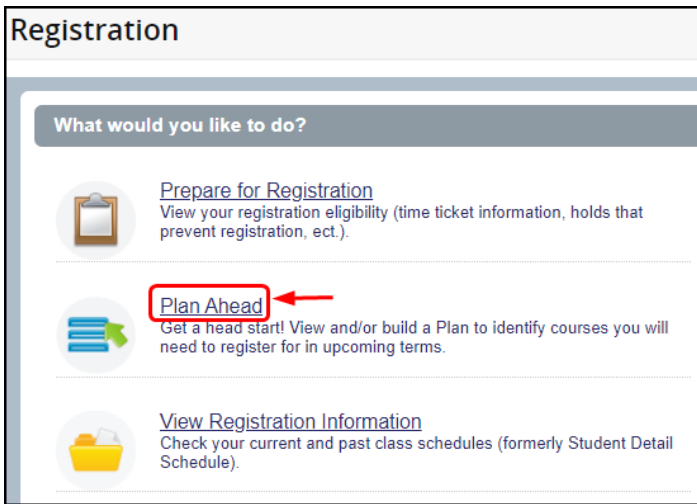 Registration
What would you like to do?
Prepare for Registration
View your registration eligibility (time ticket information, holds that
prevent registration, ect.).
Plan Ahead
Get a head start! View and/or build a Plan to identify courses you will
need to register for in upcoming terms.
View Registration Information
Check your current and past class schedules (formerly Student Detail
Schedule).